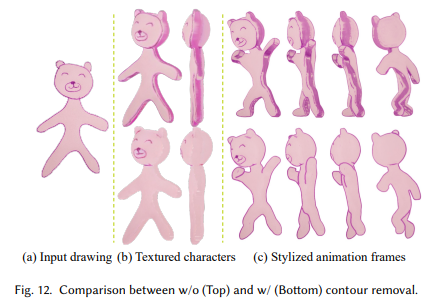 (a) Input drawing (b) Textured characters (c) Stylized animation frames
Fig. 12. Comparison between w/o (Top) and w/ (Bottom) contour removal.